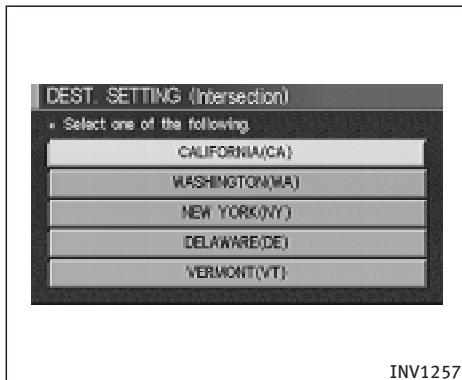 DEST. SETTING (Intersection)
Select one of the following.
CALIFORNIA(CA)
WASHINGTON(WA)
NEW YORK(NY)
DELAWARE(DE)
VERMONT(VT)
INV1257